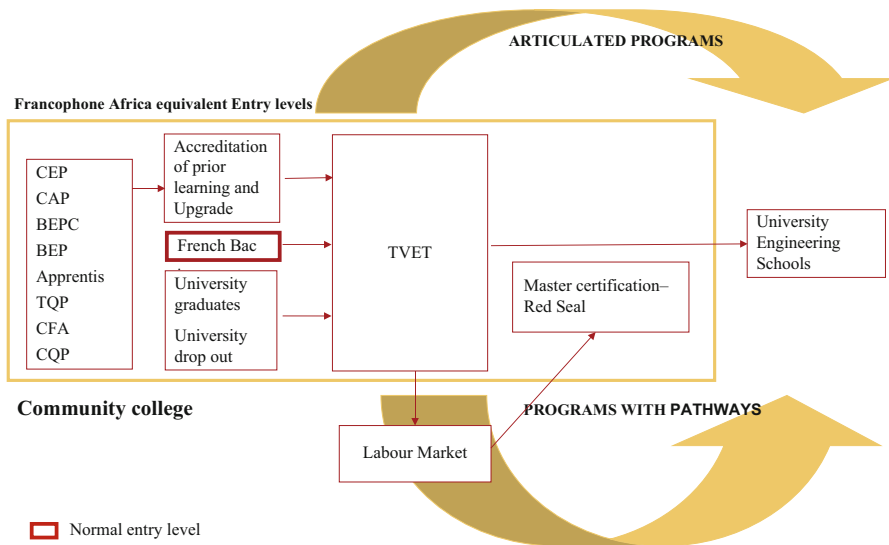 ARTICULATED PROGRAMS
Francophone Africa equivalent Entry levels
CEP
CAP
BEPC
BEP
Apprentis
TQP
CFA
CQP
Accreditation
of prior
learning and
Upgrade
French Bac
University
graduates
University
drop out
TVET
Master certification–
Red Seal
University
Engineering
Schools
Community college
PROGRAMS WITH PATHWAYS
Labour Market
Normal entry level